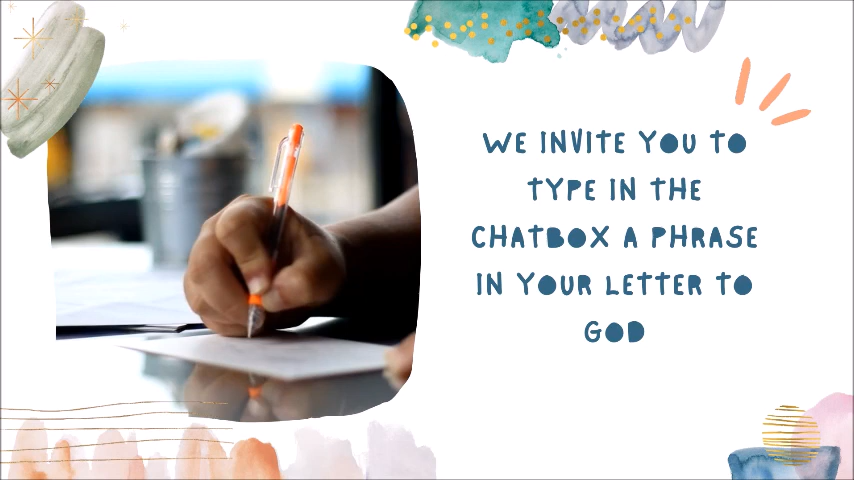 WE INVITE YOU TO
TYPE IN THE
CHATBOX A PHRASE
IN YOUR LETTER TO
GOD